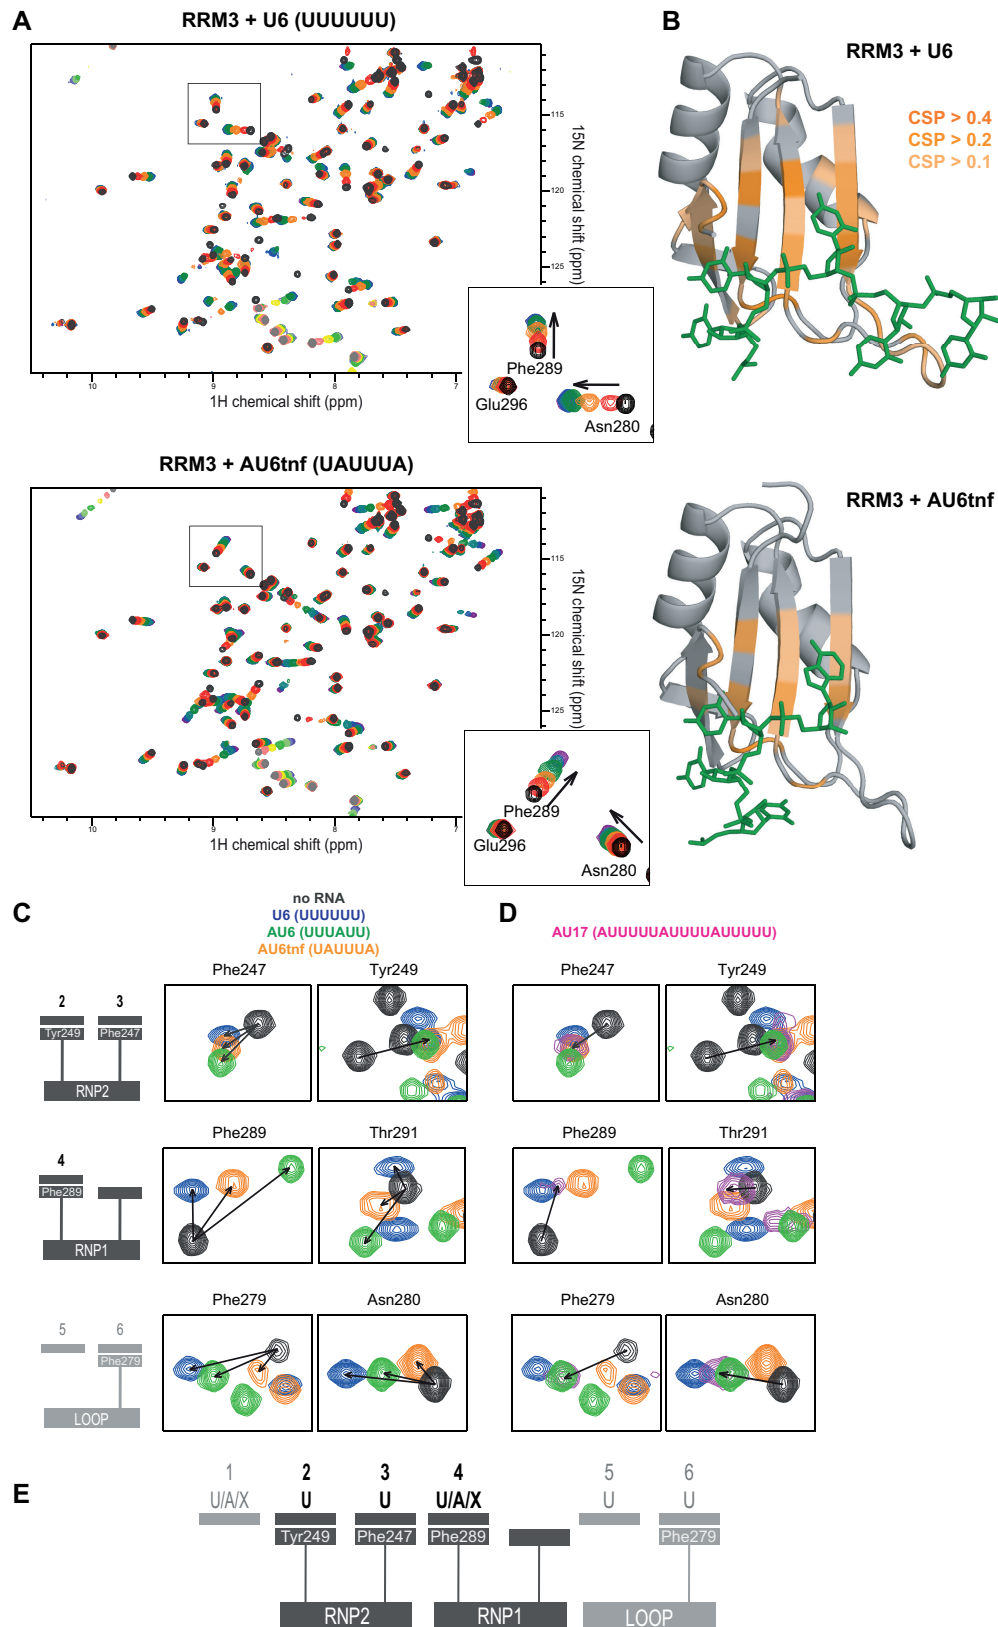 A
RRM3 + U6 (UUUUUU)
115
120
125
15N chemical shift (ppm)
10
9
8
7
1H chemical shift (ppm)
Phe289
Glu296
Asn280
RRM3 + AU6tnf (UAUUUA)
115
120
125
15N chemical shift (ppm)
10
9
8
7
1H chemical shift (ppm)
Phe289
Glu296
Asn280
B
RRM3 + U6
CSP > 0.4
CSP > 0.2
CSP > 0.1
RRM3 + AU6tnf
C
no RNA
U6 (UUUUUU)
AU6 (UUUAUU)
AU6tnf (UAUUUA)
Phe247
Tyr249
2
3
Tyr249
Phe247
RNP2
Phe289
Thr291
4
Phe289
RNP1
Phe279
Asn280
5
6
Phe279
LOOP
D
AU17 (AUUUUUAUUUUAUUUUU)
Phe247
Tyr249
Phe289
Thr291
Phe279
Asn280
E
1
2
3
4
5
6
U/A/X
U
U
U/A/X
U
U
Tyr249
Phe247
Phe289
Phe279
RNP2
RNP1
LOOP